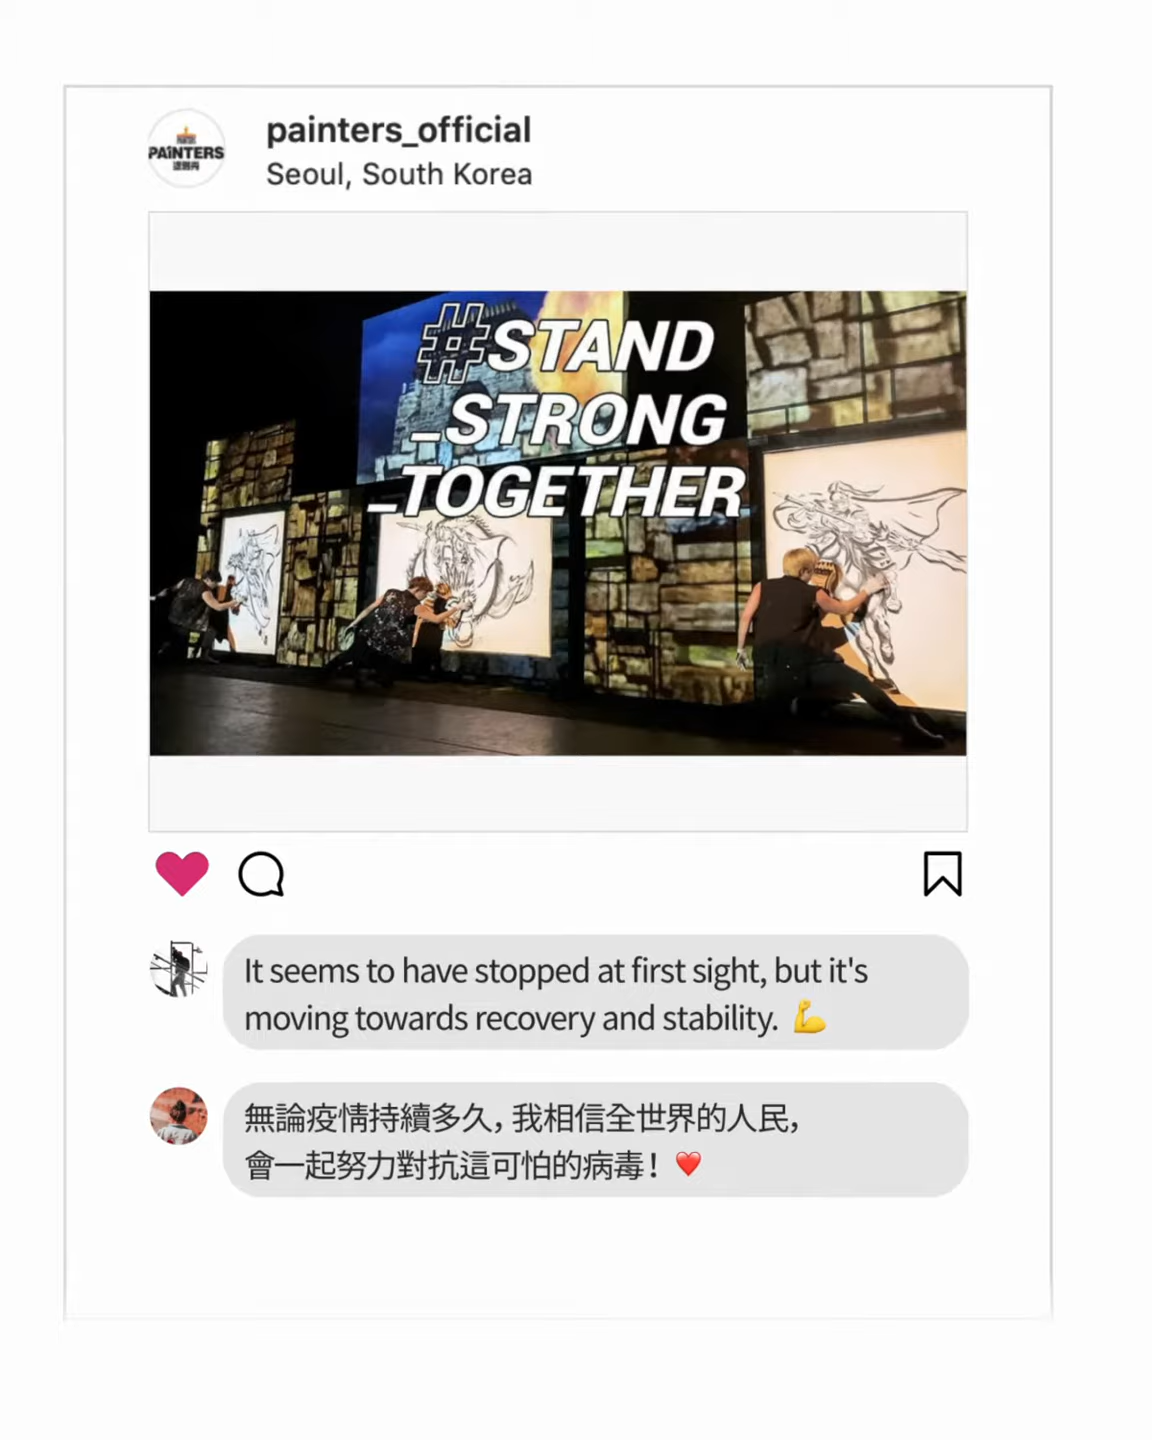 PAINTERS
painters_official
Seoul, South Korea
#STAND
_STRONG
_TOGETHER
It seems to have stopped at first sight, but it's
moving towards recovery and stability. 💪
無論疫情持續多久, 我相信全世界的人民,
會一起努力對抗這可怕的病毒! ❤️